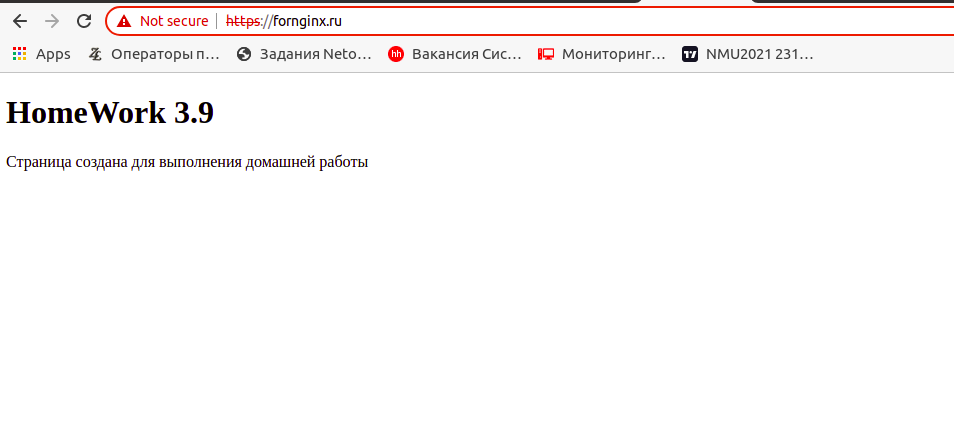 Not secure https://fornginx.ru
Apps Операторы п… Задания Neto… hh Вакансия Сис… Мониторинг… NMU2021 231…
HomeWork 3.9
Страница создана для выполнения домашней работы